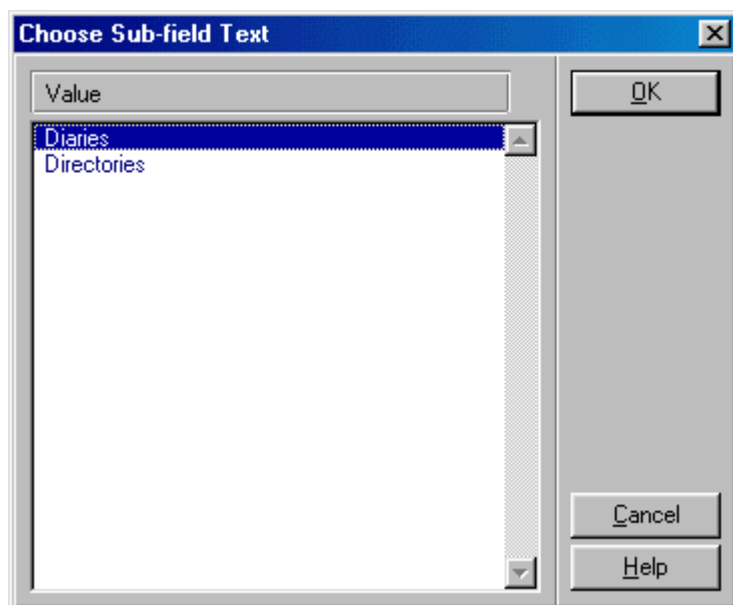 Choose Sub-field Text
Value
OK
Diaries
Directories
Cancel
Help